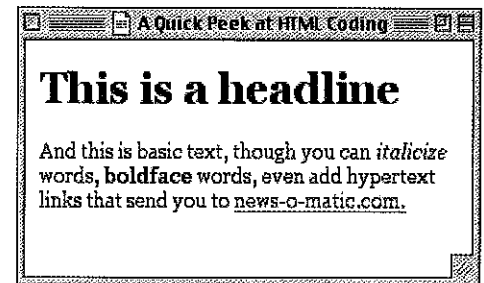 A Quick Peek at HTML Coding
This is a headline
And this is basic text, though you can italicize
words, boldface words, even add hypertext
links that send you to news-o-matic.com.